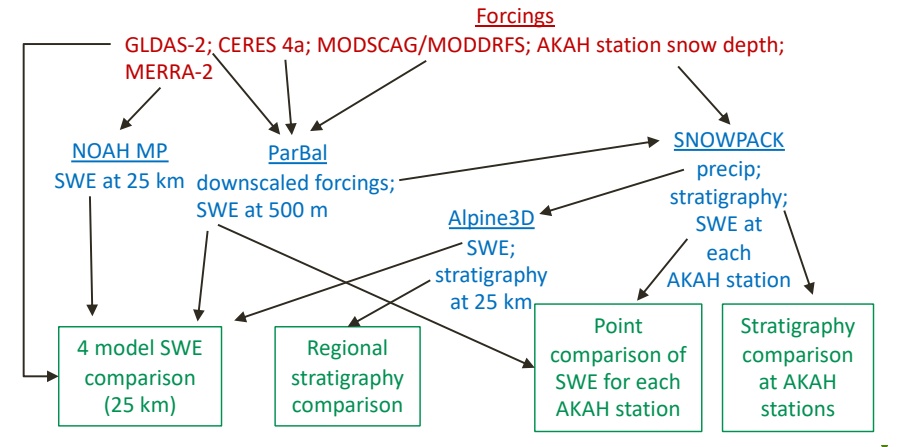 Forcings
GLDAS-2; CERES 4a; MODSCAG/MODDRFS; AKAH station snow depth;
MERRA-2
NOAH MP
SWE at 25 km
ParBal
downscaled forcings;
SWE at 500 m
SNOWPACK
precip;
stratigraphy;
SWE at
each
AKAH station
Alpine3D
SWE;
stratigraphy
at 25 km
4 model SWE
comparison
(25 km)
Regional
stratigraphy
comparison
Point
comparison of
SWE for each
AKAH station
Stratigraphy
comparison
at AKAH
stations